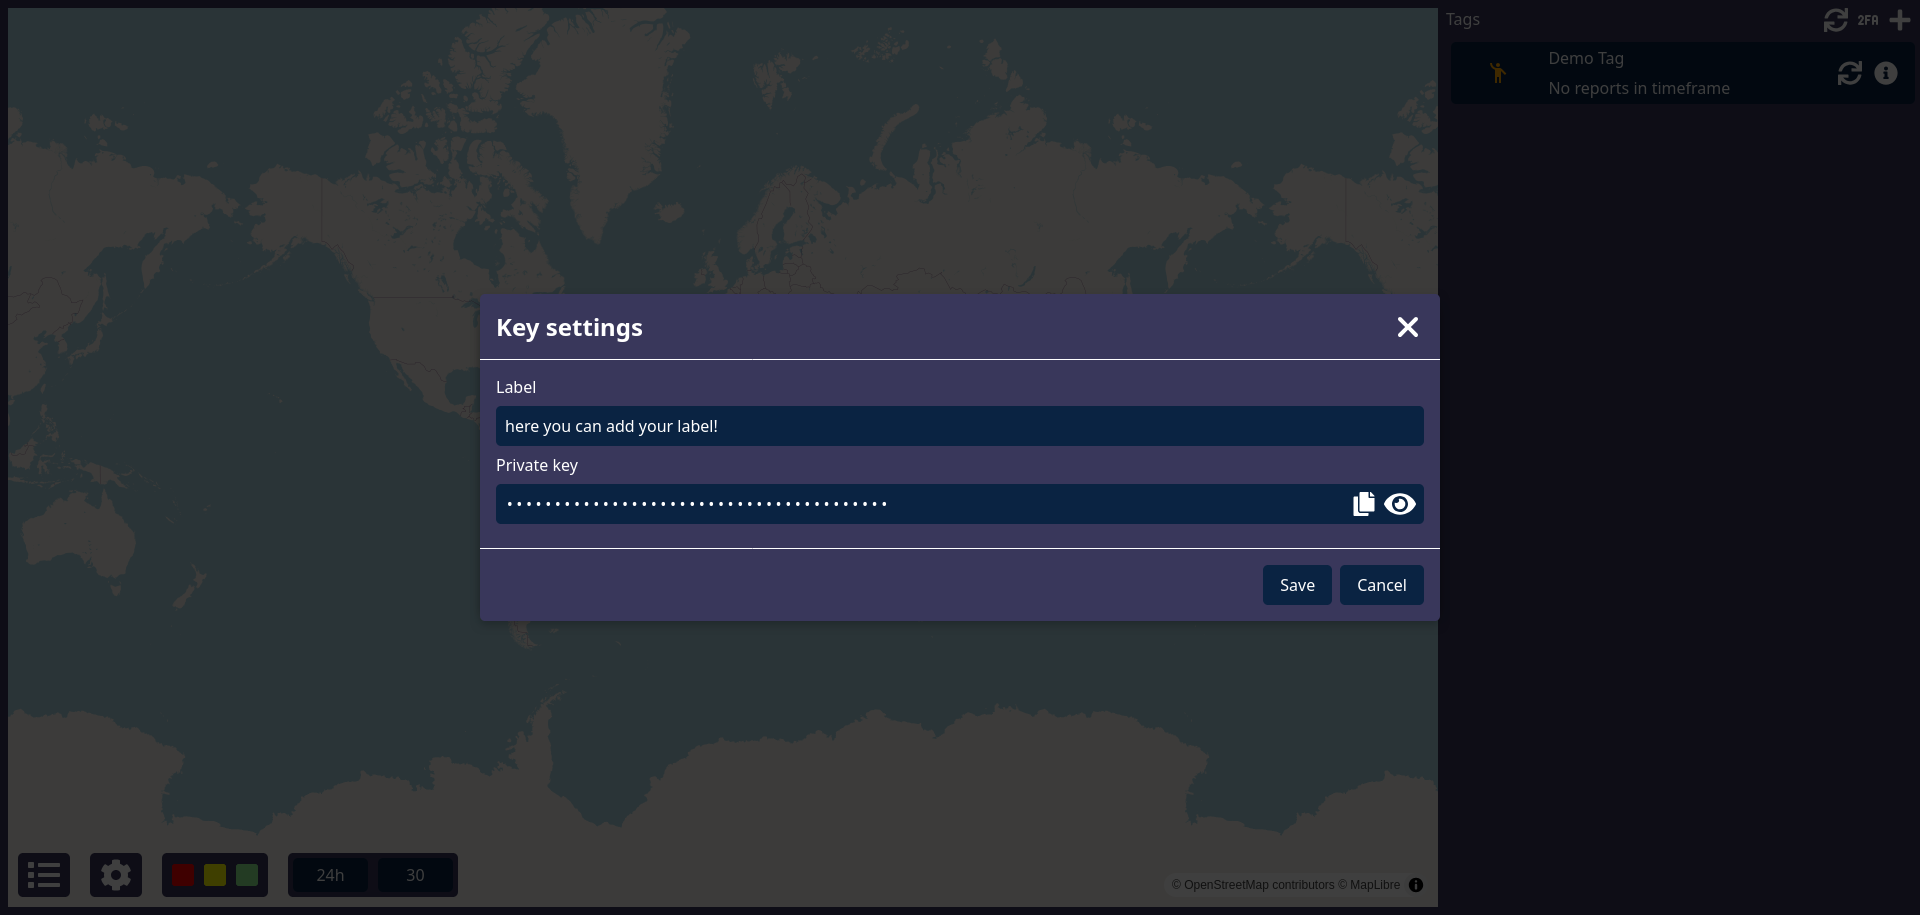 Tags
2FA
Demo Tag
No reports in timeframe
Key settings
Label
here you can add your label!
Private key
Save
Cancel
24h
30
© OpenStreetMap contributors © MapLibre